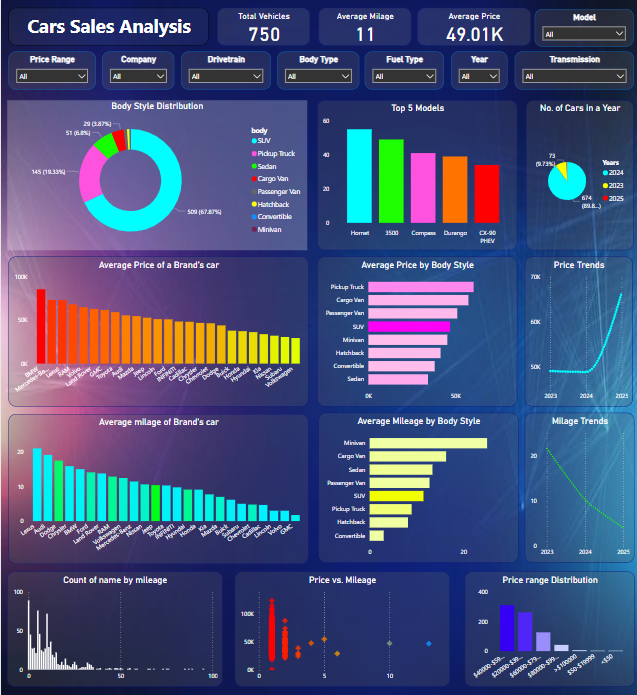 Cars Sales Analysis
Total Vehicles
750
Average Milage
11
Average Price
49.01K
Model
All
Price Range
All
Company
All
Drivetrain
All
Body Type
All
Fuel Type
All
Year
All
Transmission
All
Body Style Distribution
29 (3.87%)
51 (6.8%)
145 (19.33%)
509 (67.87%)
body
SUV
Pickup Truck
Sedan
Cargo Van
Passenger Van
Hatchback
Convertible
Minivan
Top 5 Models
60
40
20
0
Hornet
3500
Compass
Durango
CX-90
PHEV
No. of Cars in a Year
73
(9.73%)
674
(89.8...)
Years
2024
2023
2025
Average Price of a Brand's car
100K
50K
0K
BMW
Mercedes-Be...
Lexus
RAM
Volvo
Land Rover
GMC
Toyota
Audi
Mazda
Jeep
Lincoln
Ford
INFINITI
Cadillac
Chrysler
Chevrolet
Dodge
Buick
Honda
Hyundai
Kia
Nissan
Subaru
Volkswagen
Average Price by Body Style
Pickup Truck
Cargo Van
Passenger Van
SUV
Minivan
Hatchback
Convertible
Sedan
0K
50K
Price Trends
70K
60K
50K
2023
2024
2025
Average milage of Brand's car
20
10
0
Lexus
Audi
Dodge
Chrysler
BMW
Ford
Land Rover
RAM
Volkswagen
Mercedes-Benz
Nissan
Jeep
Toyota
INFINITI
Hyundai
Honda
Kia
Mazda
Buick
Subaru
Chevrolet
Cadillac
Lincoln
Volvo
GMC
Average Mileage by Body Style
Minivan
Cargo Van
Sedan
Passenger Van
SUV
Pickup Truck
Hatchback
Convertible
0
20
Milage Trends
20
10
0
2023
2024
2025
Count of name by mileage
100
50
0
0
50
100
Price vs. Mileage
100K
50K
0K
0
5
10
Price range Distribution
400
200
0
$40000-$59...
$20000-$39...
$60000-$79...
$80000-$99...
>$100000
$50-$19999
<$50